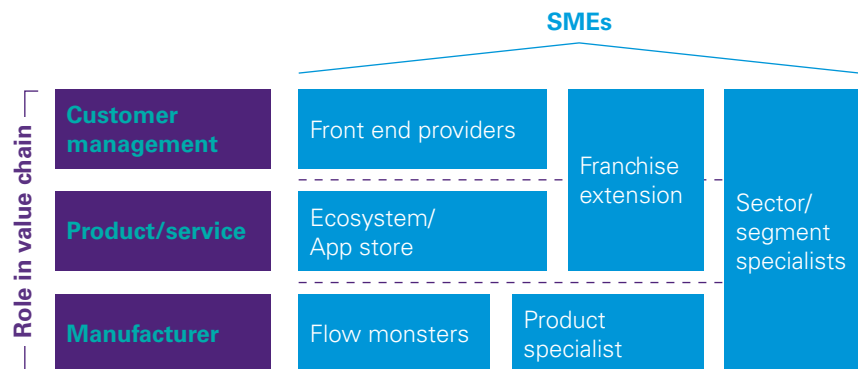 SMEs
Role in value chain
Customer
management
Front end providers
Franchise
extension
Sector/
segment
specialists
Product/service
Ecosystem/
App store
Manufacturer
Flow monsters
Product
specialist